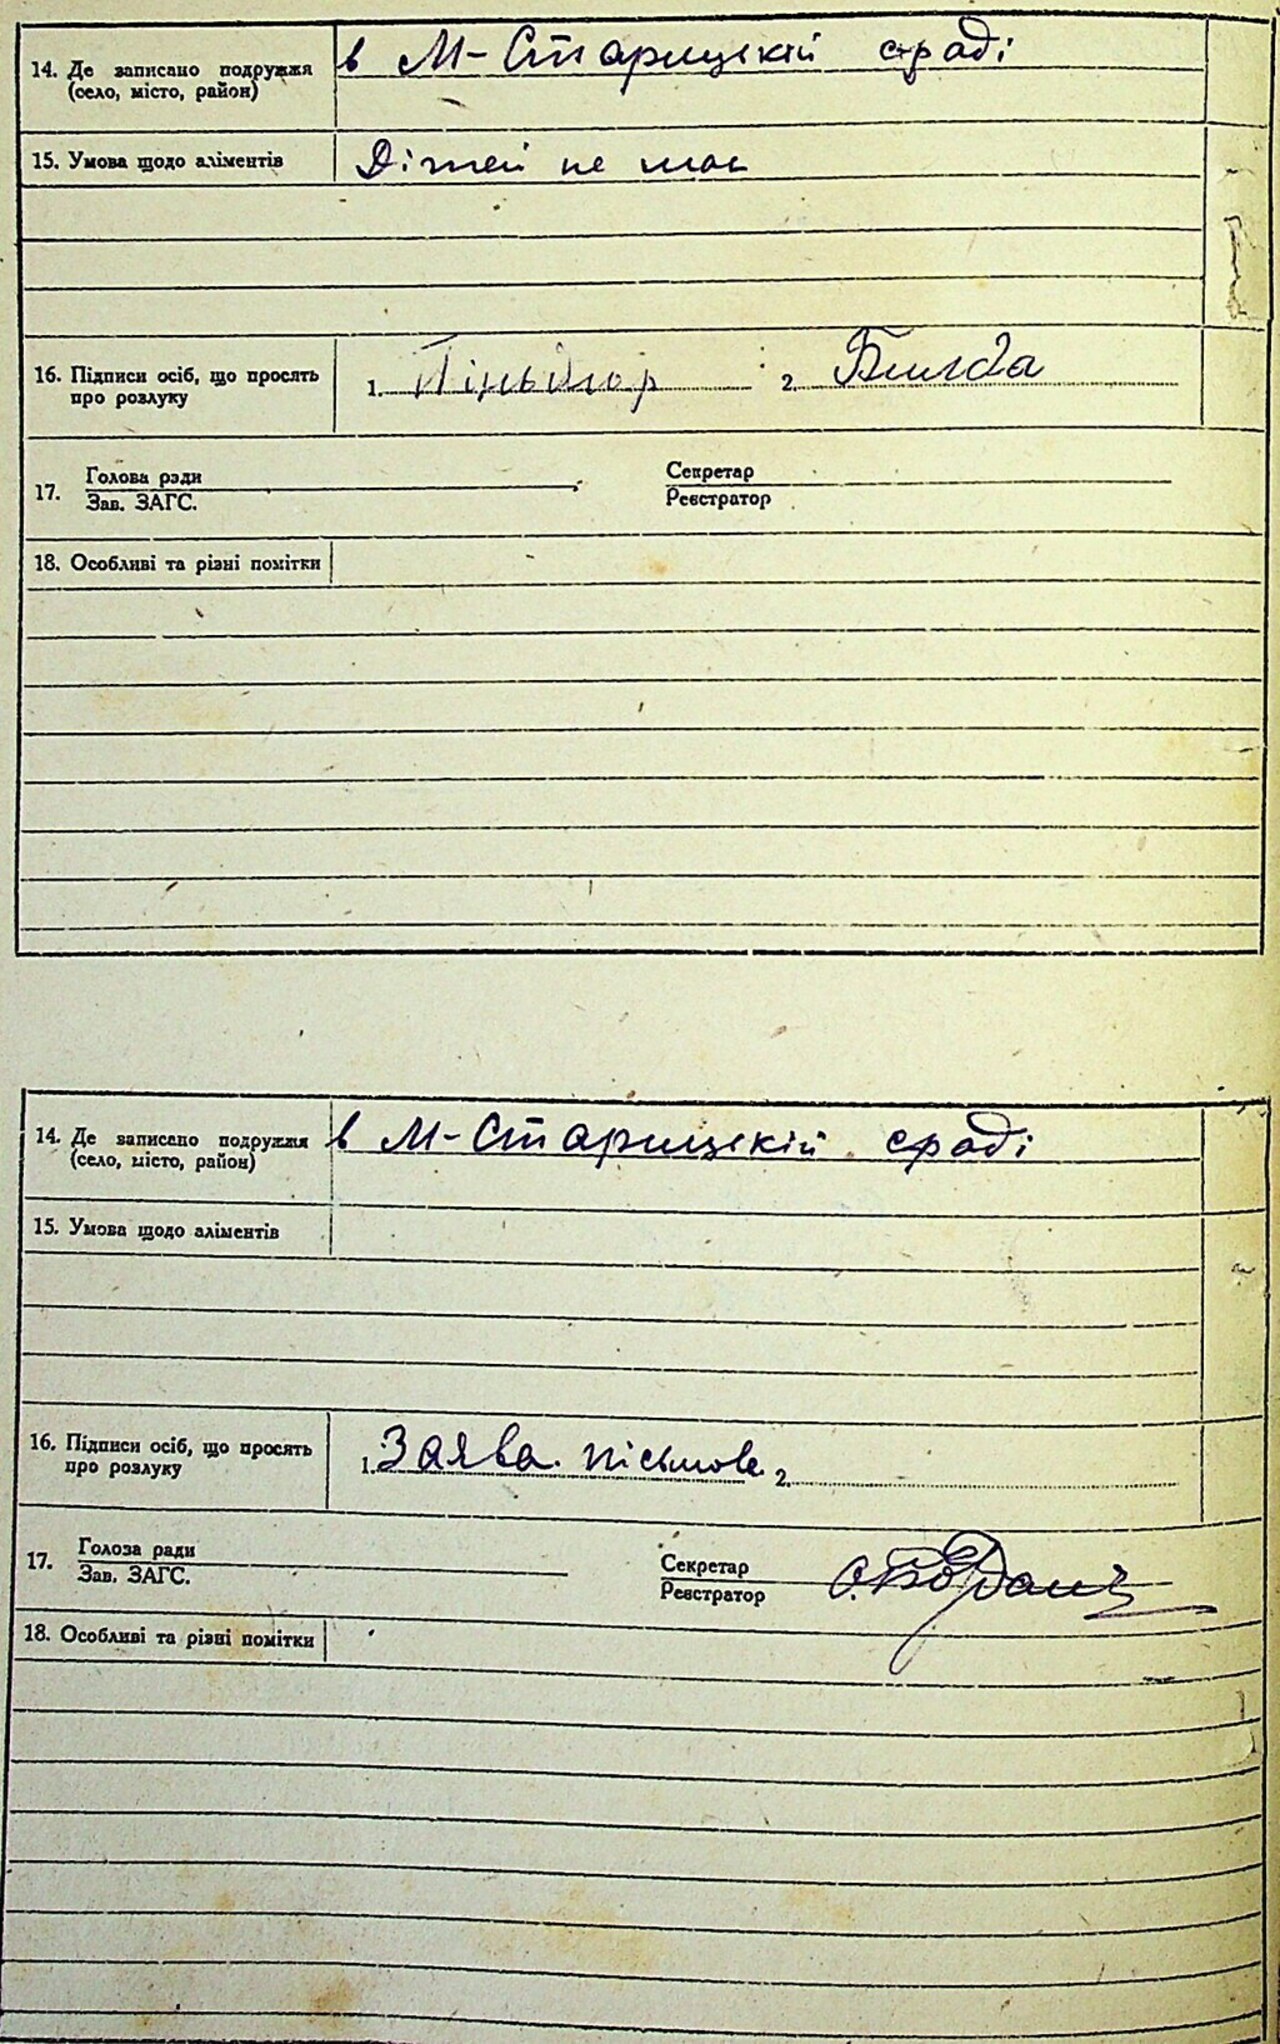 14. Де записано подружжя в М-Старицькій с-раді
(село, місто, район)
15. Умова щодо аліментів Дітей не має
16. Підписи осіб, що просять 1. 2.
про розлуку
Голова ради Секретар
17.
Зав. ЗАГС. Реєстратор
18. Особливі та різні помітки
14. Де записано подружжя в М-Старицькій с-раді
(село, місто, район)
15. Умова щодо аліментів
16. Підписи осіб, що просять 1. Заява письмова 2.
про розлуку
Голова ради Секретар
17.
Зав. ЗАГС. Реєстратор
18. Особливі та різні помітки